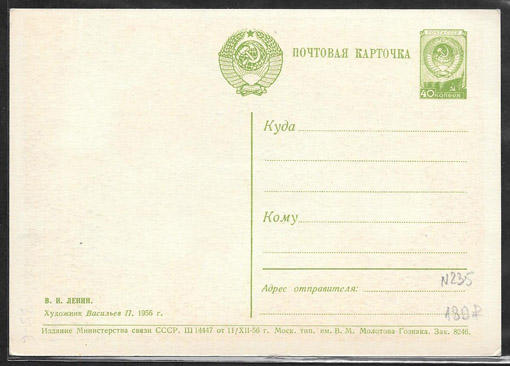 ПОЧТОВАЯ КАРТОЧКА
ПОЧТА СССР
40 КОПЕЕК
Куда
Кому
Адрес отправителя:
N235
180₽
В. И. ЛЕНИН.
Художник Васильев П. 1956 г.
Издание Министерства связи СССР. Ш 14447 от 11/XII-56 г. Моск. тип. им. В. М. Молотова Гознака. Зак. 8246.